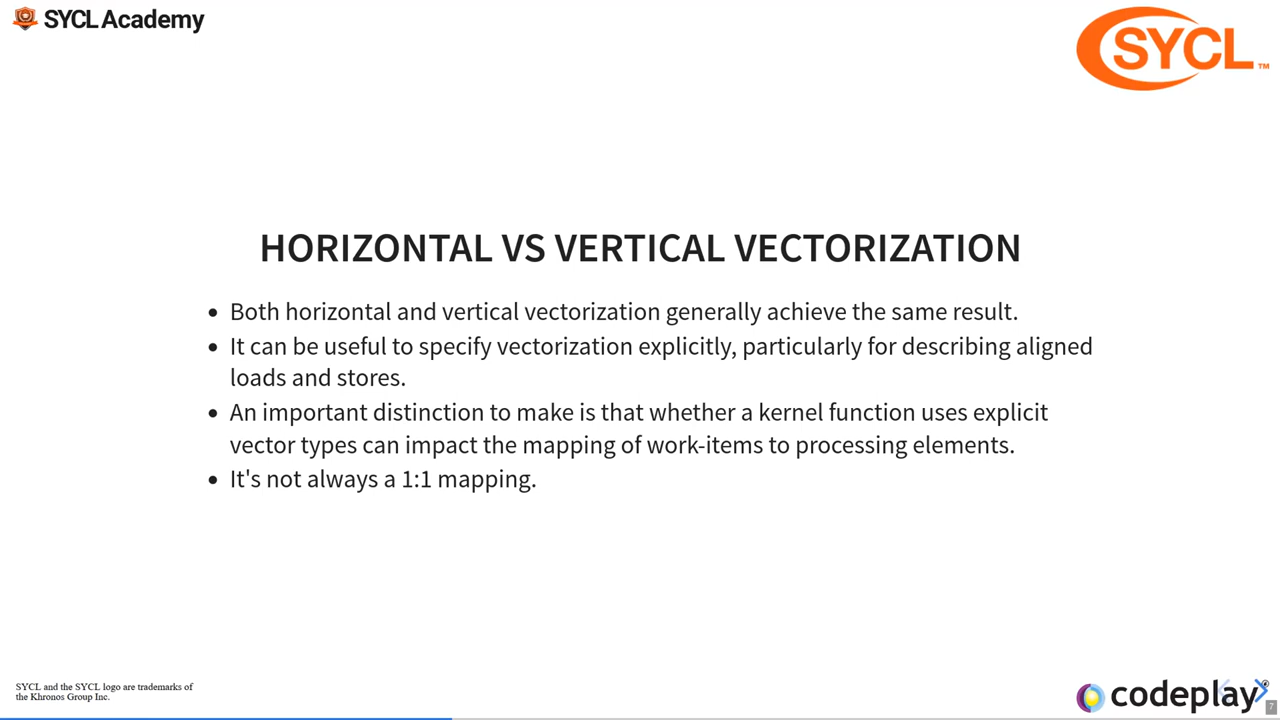 SYCL Academy
SYCL™
HORIZONTAL VS VERTICAL VECTORIZATION
• Both horizontal and vertical vectorization generally achieve the same result.
• It can be useful to specify vectorization explicitly, particularly for describing aligned
loads and stores.
• An important distinction to make is that whether a kernel function uses explicit
vector types can impact the mapping of work-items to processing elements.
• It's not always a 1:1 mapping.
SYCL and the SYCL logo are trademarks of
the Khronos Group Inc.
codeplay®
7